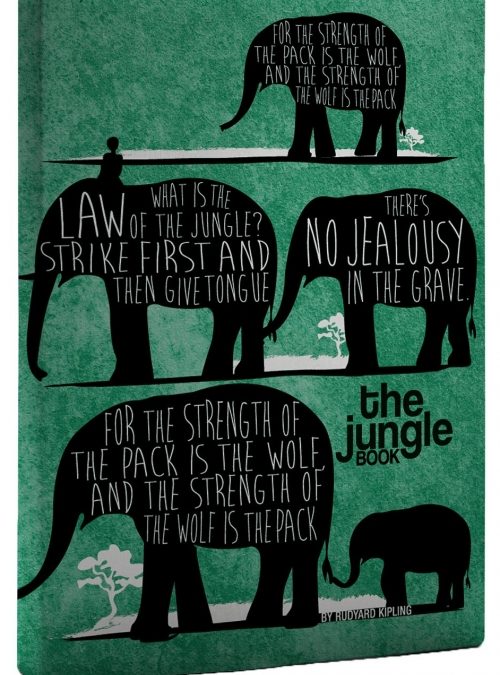 FOR THE STRENGTH OF
THE PACK IS THE WOLF
AND THE STRENGTH OF
THE WOLF IS THE PACK
WHAT IS THE
LAW OF THE JUNGLE?
STRIKE FIRST AND
THEN GIVE TONGUE
THERE'S
NO JEALOUSY
IN THE GRAVE.
FOR THE STRENGTH OF
THE PACK IS THE WOLF,
AND THE STRENGTH OF
THE WOLF IS THE PACK
the
jungle
BOOK
BY RUDYARD KIPLING